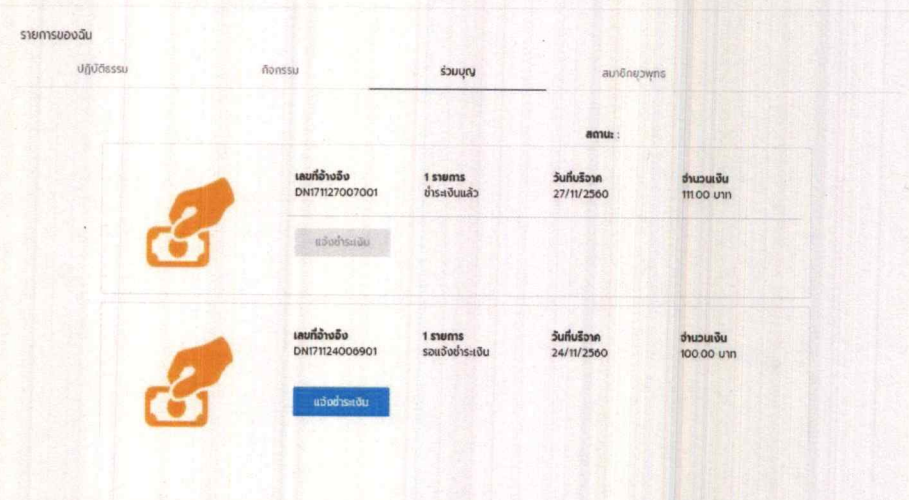 รายการของฉัน
ปฏิบัติธรรม กิจกรรม ร่วมบุญ สมาชิกยุวพุทธ
สถานะ :
เลขที่อ้างอิง 1 รายการ วันที่บริจาค จำนวนเงิน
DN171127007001 ชำระเงินแล้ว 27/11/2560 111.00 บาท
แจ้งชำระเงิน
เลขที่อ้างอิง 1 รายการ วันที่บริจาค จำนวนเงิน
DN171124006901 รอแจ้งชำระเงิน 24/11/2560 100.00 บาท
แจ้งชำระเงิน